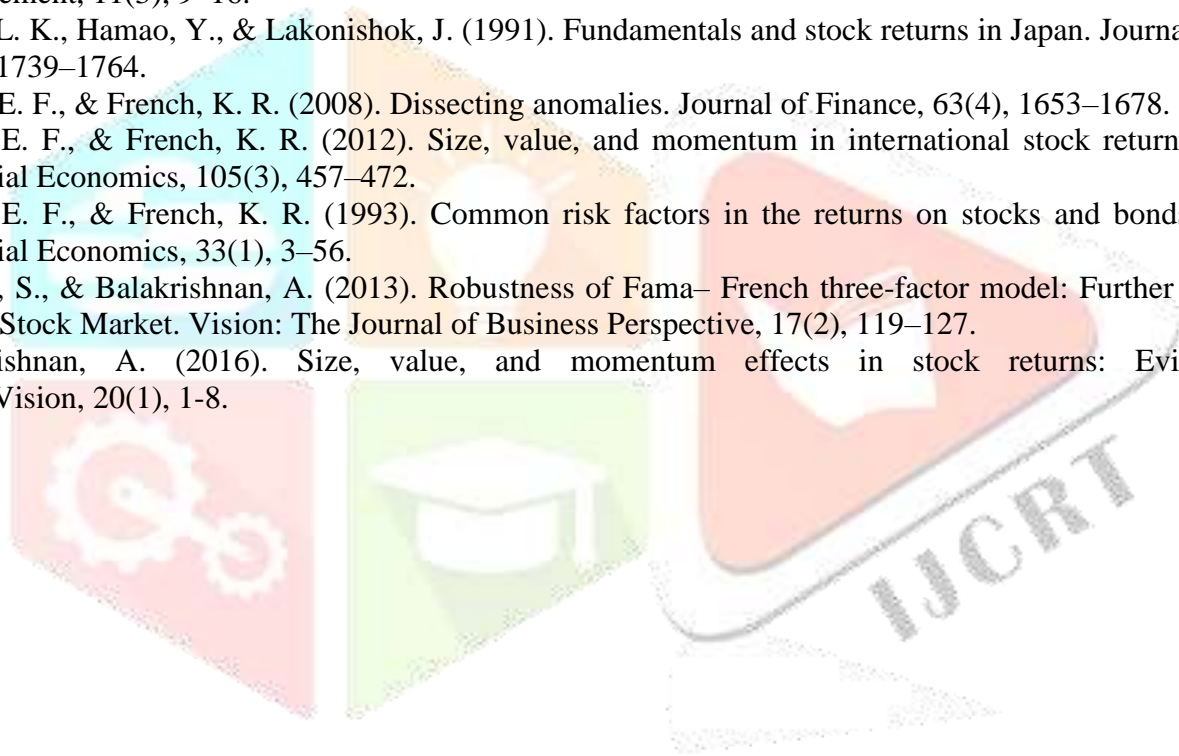 ement, 11(3), 9–16.
L. K., Hamao, Y., & Lakonishok, J. (1991). Fundamentals and stock returns in Japan. Journa
1739–1764.
E. F., & French, K. R. (2008). Dissecting anomalies. Journal of Finance, 63(4), 1653–1678.
E. F., & French, K. R. (2012). Size, value, and momentum in international stock return
ial Economics, 105(3), 457–472.
E. F., & French, K. R. (1993). Common risk factors in the returns on stocks and bonds
ial Economics, 33(1), 3–56.
, S., & Balakrishnan, A. (2013). Robustness of Fama– French three-factor model: Further
Stock Market. Vision: The Journal of Business Perspective, 17(2), 119–127.
ishnan, A. (2016). Size, value, and momentum effects in stock returns: Evi
Vision, 20(1), 1-8.
IJCRT